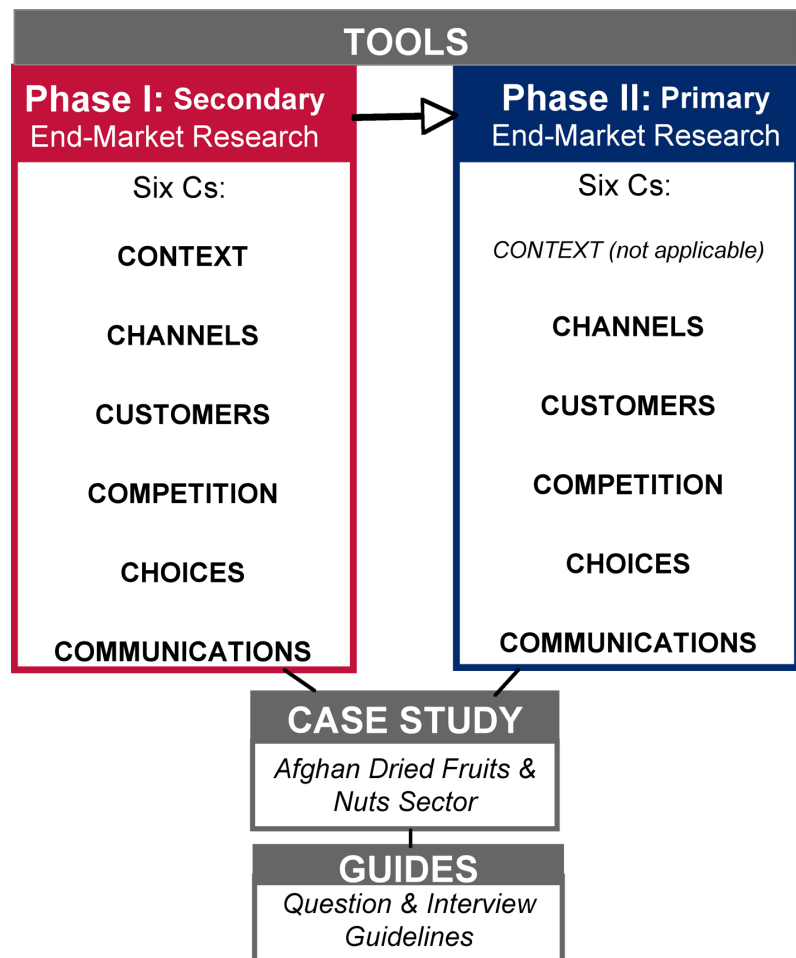 TOOLS
Phase I: Secondary
End-Market Research
Six Cs:
CONTEXT
CHANNELS
CUSTOMERS
COMPETITION
CHOICES
COMMUNICATIONS
Phase II: Primary
End-Market Research
Six Cs:
CONTEXT (not applicable)
CHANNELS
CUSTOMERS
COMPETITION
CHOICES
COMMUNICATIONS
CASE STUDY
Afghan Dried Fruits &
Nuts Sector
GUIDES
Question & Interview
Guidelines